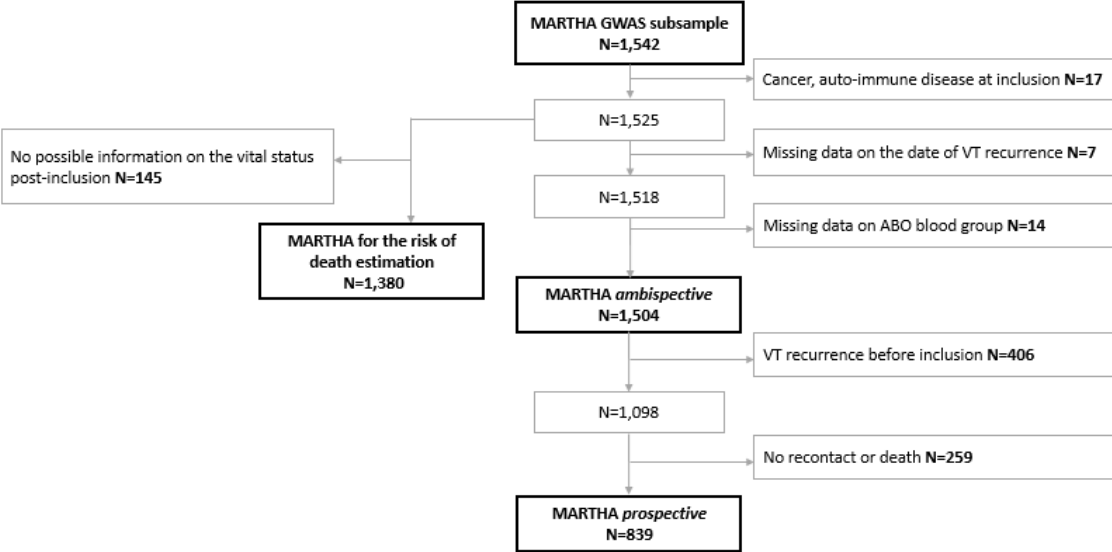 MARTHA GWAS subsample
N=1,542
Cancer, auto-immune disease at inclusion N=17
N=1,525
No possible information on the vital status
post-inclusion N=145
Missing data on the date of VT recurrence N=7
N=1,518
Missing data on ABO blood group N=14
MARTHA for the risk of
death estimation
N=1,380
MARTHA ambispective
N=1,504
VT recurrence before inclusion N=406
N=1,098
No recontact or death N=259
MARTHA prospective
N=839